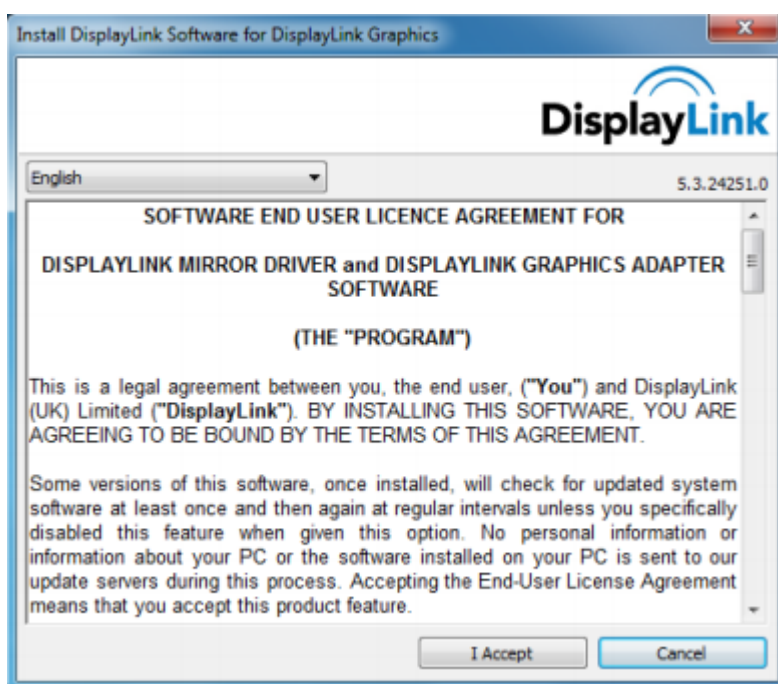 Install DisplayLink Software for DisplayLink Graphics
DisplayLink
English
5.3.24251.0
SOFTWARE END USER LICENCE AGREEMENT FOR
DISPLAYLINK MIRROR DRIVER and DISPLAYLINK GRAPHICS ADAPTER
SOFTWARE
(THE "PROGRAM")
This is a legal agreement between you, the end user, ("You") and DisplayLink
(UK) Limited ("DisplayLink"). BY INSTALLING THIS SOFTWARE, YOU ARE
AGREEING TO BE BOUND BY THE TERMS OF THIS AGREEMENT.
Some versions of this software, once installed, will check for updated system
software at least once and then again at regular intervals unless you specifically
disabled this feature when given this option. No personal information or
information about your PC or the software installed on your PC is sent to our
update servers during this process. Accepting the End-User License Agreement
means that you accept this product feature.
I Accept
Cancel